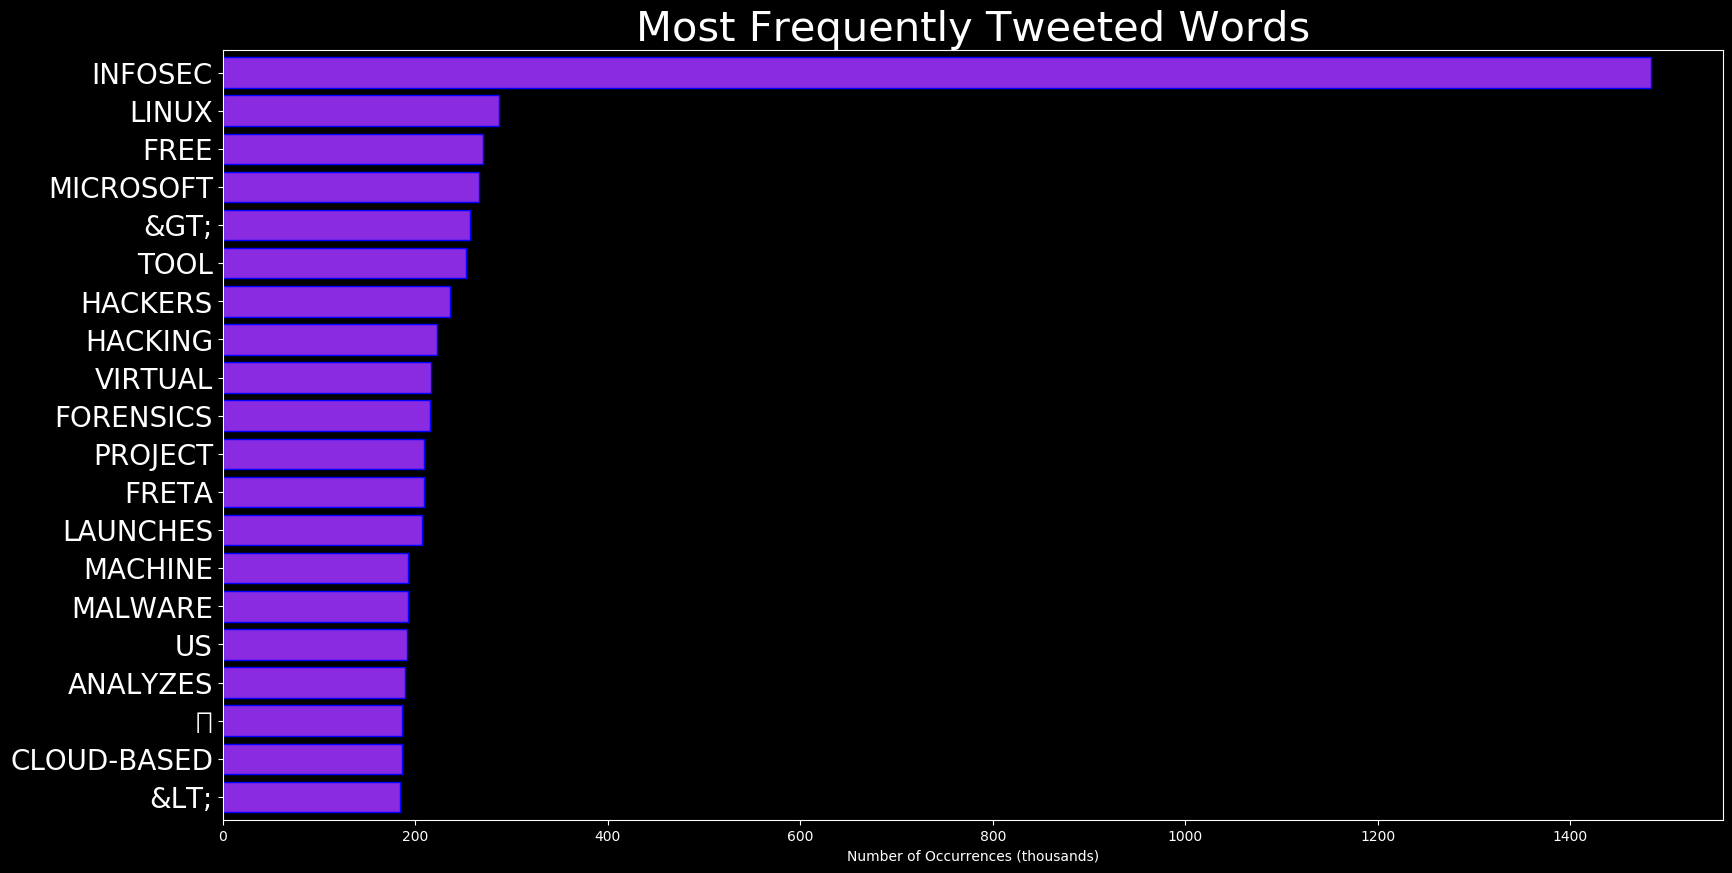 Most Frequently Tweeted Words
INFOSEC
LINUX
FREE
MICROSOFT
&GT;
TOOL
HACKERS
HACKING
VIRTUAL
FORENSICS
PROJECT
FRETA
LAUNCHES
MACHINE
MALWARE
US
ANALYZES
CLOUD-BASED
&LT;
0 200 400 600 800 1000 1200 1400
Number of Occurrences (thousands)